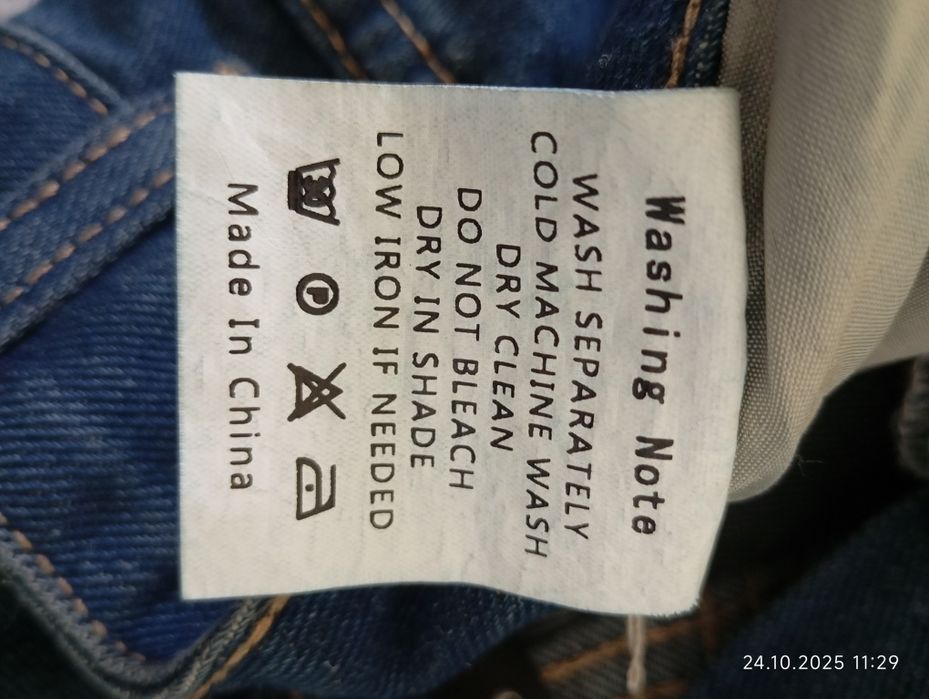 Washing Note
WASH SEPARATELY
COLD MACHINE WASH
DRY CLEAN
DO NOT BLEACH
DRY IN SHADE
LOW IRON IF NEEDED
P
Made In China
24.10.2025 11:29